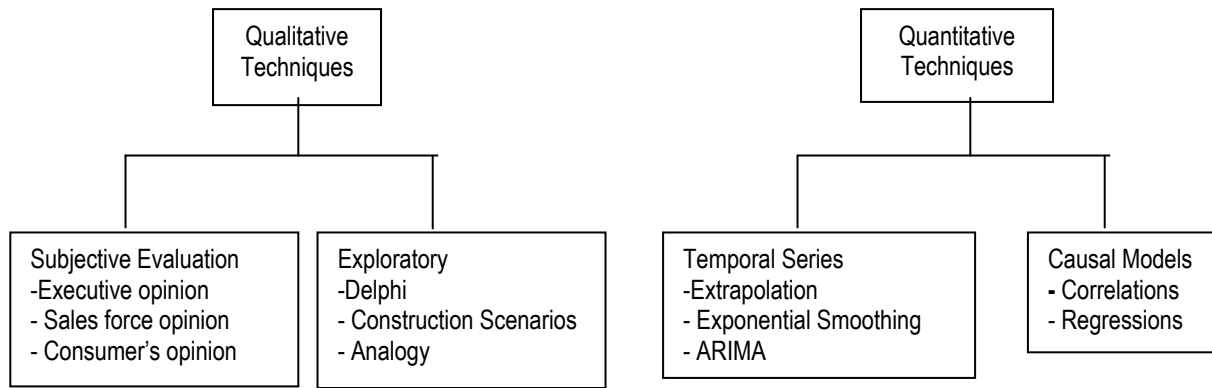 Qualitative
Techniques
Quantitative
Techniques
Subjective Evaluation
-Executive opinion
- Sales force opinion
- Consumer's opinion
Exploratory
-Delphi
- Construction Scenarios
- Analogy
Temporal Series
-Extrapolation
- Exponential Smoothing
- ARIMA
Causal Models
- Correlations
- Regressions